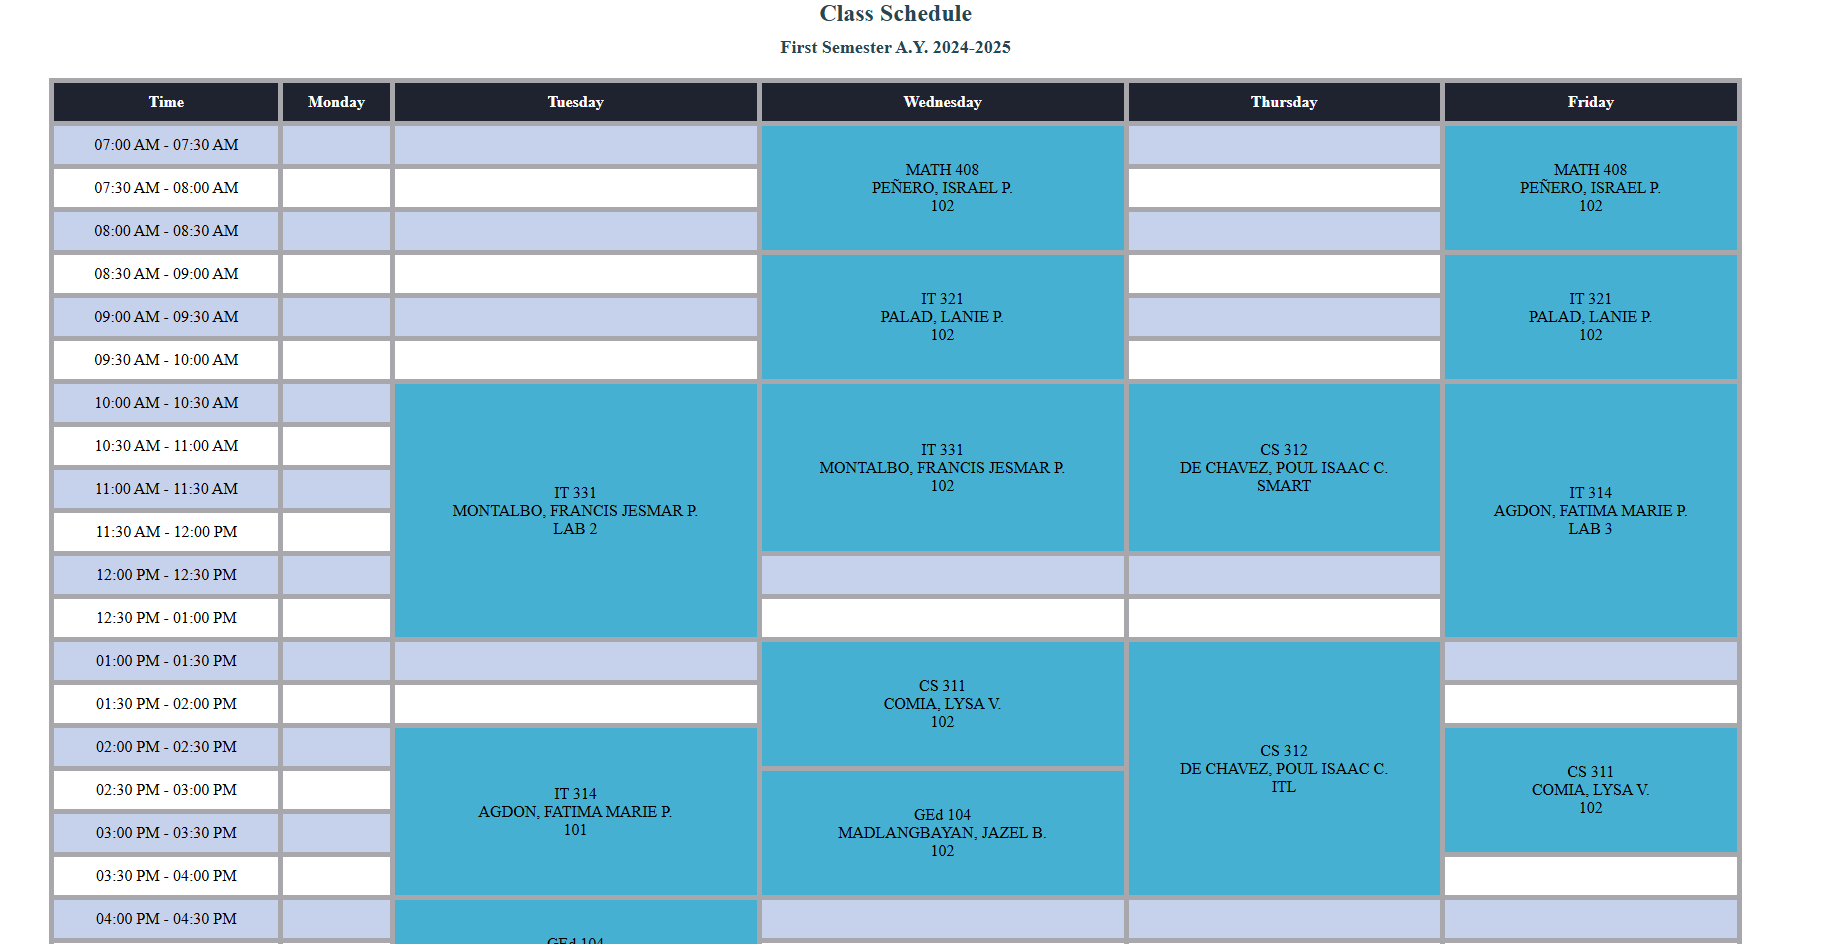 Class Schedule
First Semester A.Y. 2024-2025
Time Monday Tuesday Wednesday Thursday Friday
07:00 AM - 07:30 AM
MATH 408
PEÑERO, ISRAEL P.
102
MATH 408
PEÑERO, ISRAEL P.
102
07:30 AM - 08:00 AM
08:00 AM - 08:30 AM
08:30 AM - 09:00 AM
IT 321
PALAD, LANIE P.
102
IT 321
PALAD, LANIE P.
102
09:00 AM - 09:30 AM
09:30 AM - 10:00 AM
10:00 AM - 10:30 AM
IT 331
MONTALBO, FRANCIS JESMAR P.
LAB 2
IT 331
MONTALBO, FRANCIS JESMAR P.
102
CS 312
DE CHAVEZ, POUL ISAAC C.
SMART
IT 314
AGDON, FATIMA MARIE P.
LAB 3
10:30 AM - 11:00 AM
11:00 AM - 11:30 AM
11:30 AM - 12:00 PM
12:00 PM - 12:30 PM
12:30 PM - 01:00 PM
01:00 PM - 01:30 PM
CS 311
COMIA, LYSA V.
102
CS 312
DE CHAVEZ, POUL ISAAC C.
ITL
01:30 PM - 02:00 PM
02:00 PM - 02:30 PM
IT 314
AGDON, FATIMA MARIE P.
101
CS 311
COMIA, LYSA V.
102
02:30 PM - 03:00 PM
GEd 104
MADLANGBAYAN, JAZEL B.
102
03:00 PM - 03:30 PM
03:30 PM - 04:00 PM
04:00 PM - 04:30 PM
GEd 104